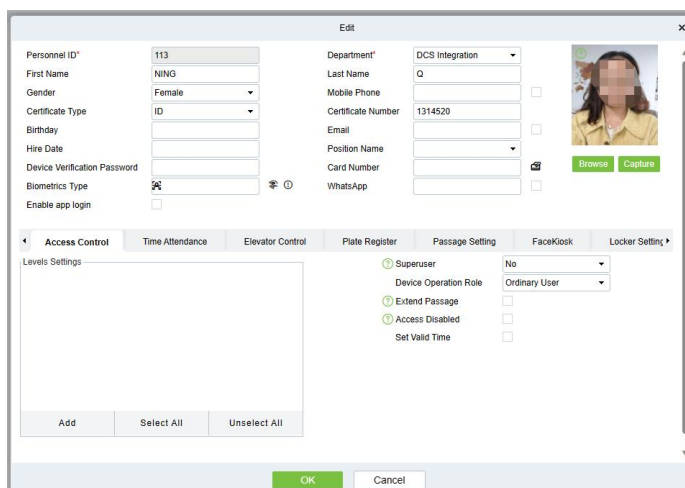 Edit
Personnel ID* 113 Department* DCS Integration
First Name NING Last Name Q
Gender Female Mobile Phone
Certificate Type ID Certificate Number 1314520
Birthday Email
Hire Date Position Name
Device Verification Password Card Number Browse Capture
Biometrics Type WhatsApp
Enable app login
Access Control Time Attendance Elevator Control Plate Register Passage Setting FaceKiosk Locker Setting
Levels Settings Superuser No
Device Operation Role Ordinary User
Extend Passage
Access Disabled
Set Valid Time
Add Select All Unselect All
OK Cancel